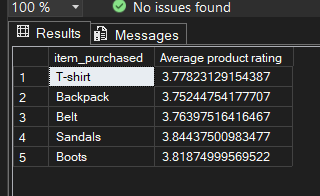 100 % No issues found
Results Messages
item_purchased Average product rating
1 T-shirt 3.77823129154387
2 Backpack 3.75244754177707
3 Belt 3.76397516416467
4 Sandals 3.84437500983477
5 Boots 3.81874999569522